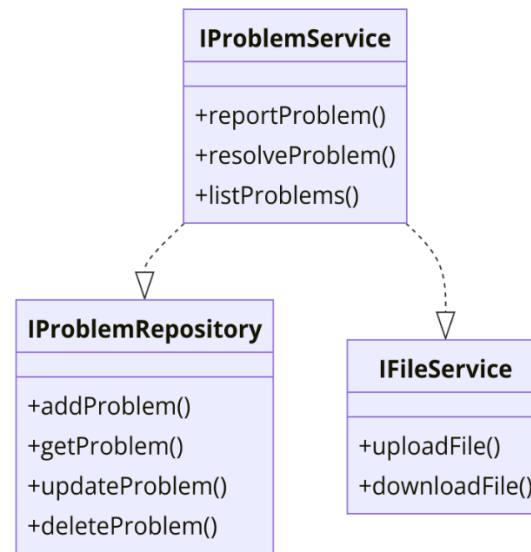 IProblemService
+reportProblem()
+resolveProblem()
+listProblems()
IProblemRepository
+addProblem()
+getProblem()
+updateProblem()
+deleteProblem()
IFileService
+uploadFile()
+downloadFile()